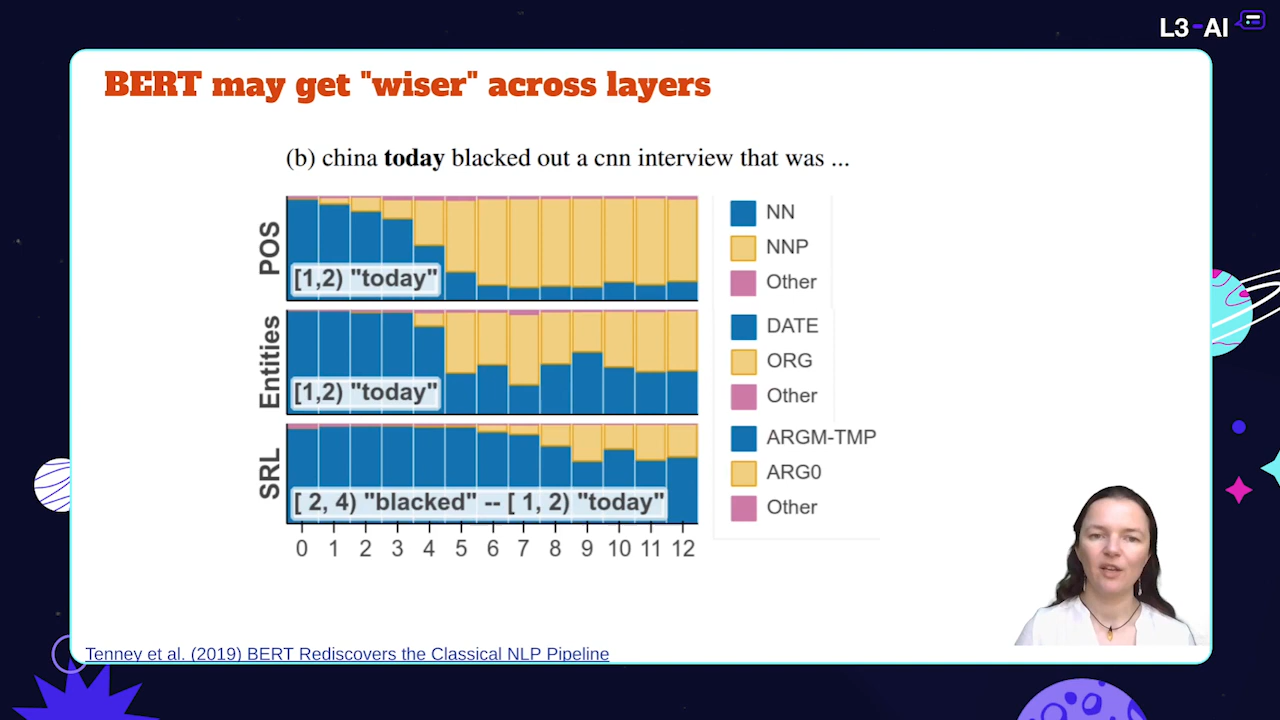 L3-AI
BERT may get "wiser" across layers
(b) china today blacked out a cnn interview that was ...
POS
[1,2) "today"
NN
NNP
Other
Entities
[1,2) "today"
DATE
ORG
Other
SRL
[ 2, 4) "blacked" -- [ 1, 2) "today"
ARGM-TMP
ARG0
Other
0 1 2 3 4 5 6 7 8 9 10 11 12
Tenney et al. (2019) BERT Rediscovers the Classical NLP Pipeline